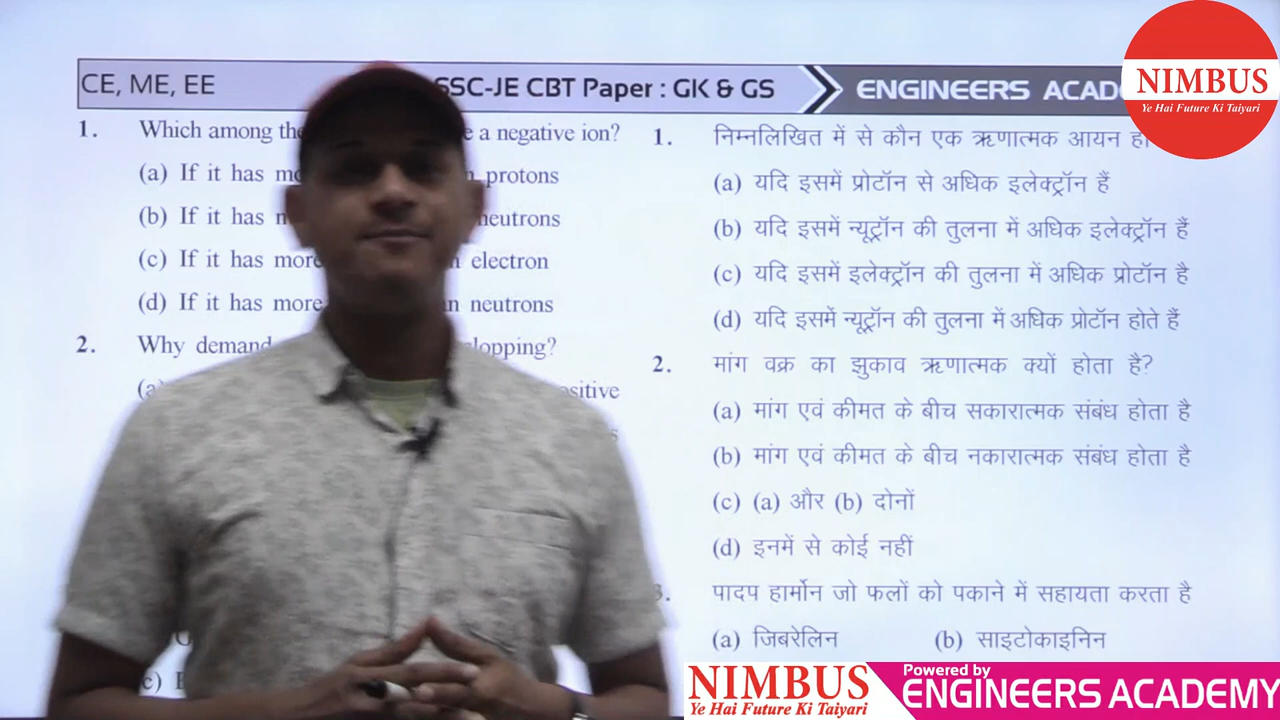 CE, ME, EE
SSC-JE CBT Paper : GK & GS
ENGINEERS ACAD
NIMBUS
Ye Hai Future Ki Taiyari
1. Which among the a negative ion?
(a) If it has protons
(b) If it has neutrons
(c) If it has more electron
(d) If it has more neutrons
2. Why demand
(a)
1. निम्नलिखित में से कौन एक ऋणात्मक आयन
(a) यदि इसमें प्रोटॉन से अधिक इलेक्ट्रॉन हैं
(b) यदि इसमें न्यूट्रॉन की तुलना में अधिक इलेक्ट्रॉन हैं
(c) यदि इसमें इलेक्ट्रॉन की तुलना में अधिक प्रोटॉन है
(d) यदि इसमें न्यूट्रॉन की तुलना में अधिक प्रोटॉन होते हैं
2. मांग वक्र का झुकाव ऋणात्मक क्यों होता है?
(a) मांग एवं कीमत के बीच सकारात्मक संबंध होता है
(b) मांग एवं कीमत के बीच नकारात्मक संबंध होता है
(c) (a) और (b) दोनों
(d) इनमें से कोई नहीं
3. पादप हार्मोन जो फलों को पकाने में सहायता करता है
(a) जिबरेलिन (b) साइटोकाइनिन
NIMBUS
Ye Hai Future Ki Taiyari
Powered by
ENGINEERS ACADEMY